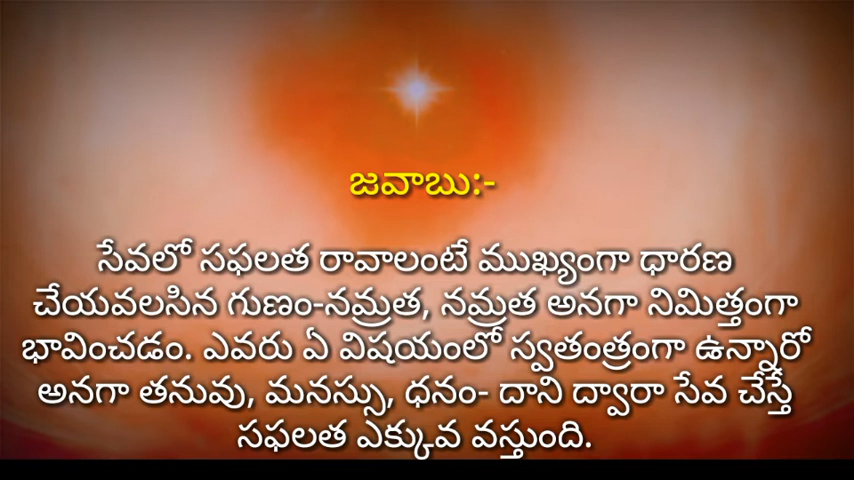 జవాబు:-
సేవలో సఫలత రావాలంటే ముఖ్యంగా ధారణ
చేయవలసిన గుణం-నమ్రత, నమ్రత అనగా నిమిత్తంగా
భావించడం. ఎవరు ఏ విషయంలో స్వతంత్రంగా ఉన్నారో
అనగా తనువు, మనస్సు, ధనం- దాని ద్వారా సేవ చేస్తే
సఫలత ఎక్కువ వస్తుంది.